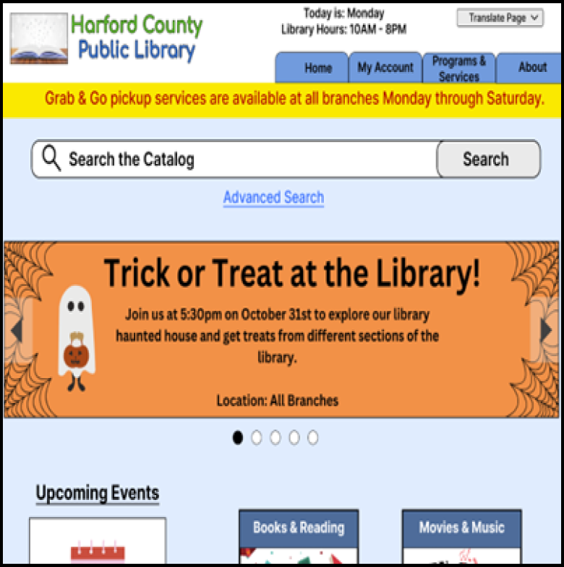 Harford County
Public Library
Today is: Monday
Library Hours: 10AM - 8PM
Translate Page
Home
My Account
Programs &
Services
About
Grab & Go pickup services are available at all branches Monday through Saturday.
Search the Catalog
Search
Advanced Search
Trick or Treat at the Library!
Join us at 5:30pm on October 31st to explore our library
haunted house and get treats from different sections of the
library.
Location: All Branches
Upcoming Events
Books & Reading
Movies & Music